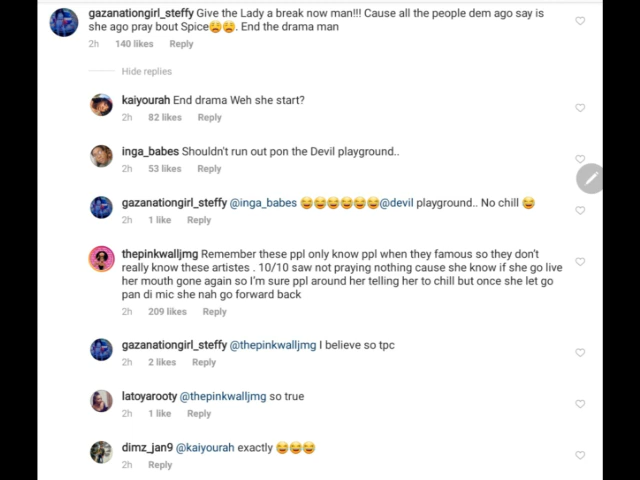 gazanationgirl_steffy Give the Lady a break now man!!! Cause all the people dem ago say is
she ago pray bout Spice😩😩. End the drama man
2h 140 likes Reply
Hide replies
kaiyourah End drama Weh she start?
2h 82 likes Reply
inga_babes Shouldn't run out pon the Devil playground..
2h 53 likes Reply
gazanationgirl_steffy @inga_babes 😂😂😂😂😂😂@devil playground.. No chill 😂
2h 1 like Reply
thepinkwalljmg Remember these ppl only know ppl when they famous so they don't
really know these artistes . 10/10 saw not praying nothing cause she know if she go live
her mouth gone again so I'm sure ppl around her telling her to chill but once she let go
pan di mic she nah go forward back
2h 209 likes Reply
gazanationgirl_steffy @thepinkwalljmg I believe so tpc
2h 2 likes Reply
latoyarooty @thepinkwalljmg so true
2h 1 like Reply
dimz_jan9 @kaiyourah exactly 😂😂😂
2h Reply